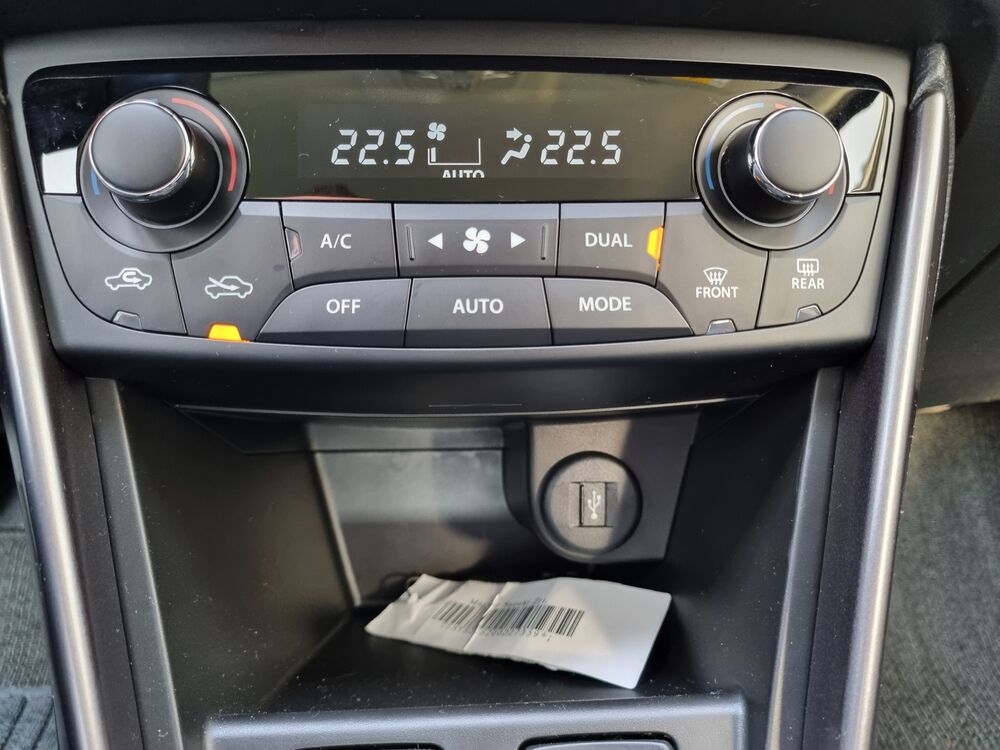 22.5 22.5
AUTO
A/C DUAL
FRONT REAR
OFF AUTO MODE